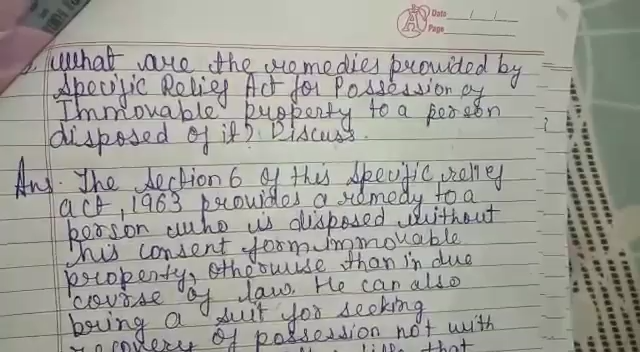 Date
Page
What are the remedies provided by
Specific Relief Act for Possession of
Immovable property to a person
disposed of it? Discuss.
Ans. The section 6 of this specific relief
act, 1963 provides a remedy to a
person who is disposed without
his consent form immovable
property, otherwise than in due
course of law. He can also
bring a suit for seeking
recovery of possession not with
that